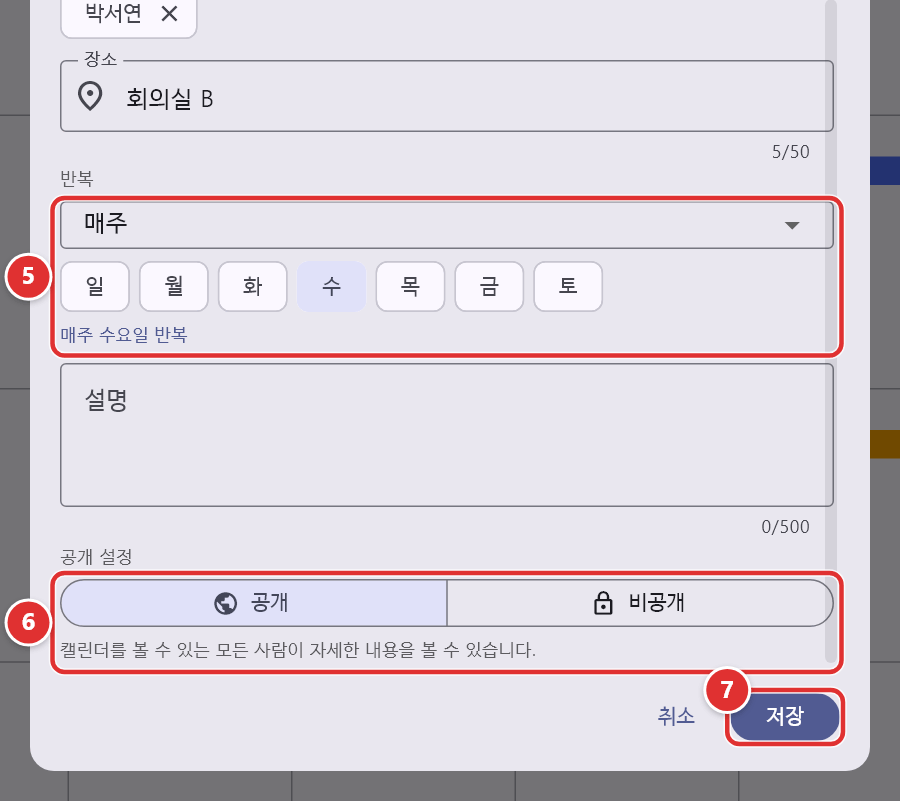 박서연
장소
회의실 B
5/50
반복
매주
5
일 월 화 수 목 금 토
매주 수요일 반복
설명
0/500
공개 설정
공개 비공개
6
캘린더를 볼 수 있는 모든 사람이 자세한 내용을 볼 수 있습니다.
7
취소 저장